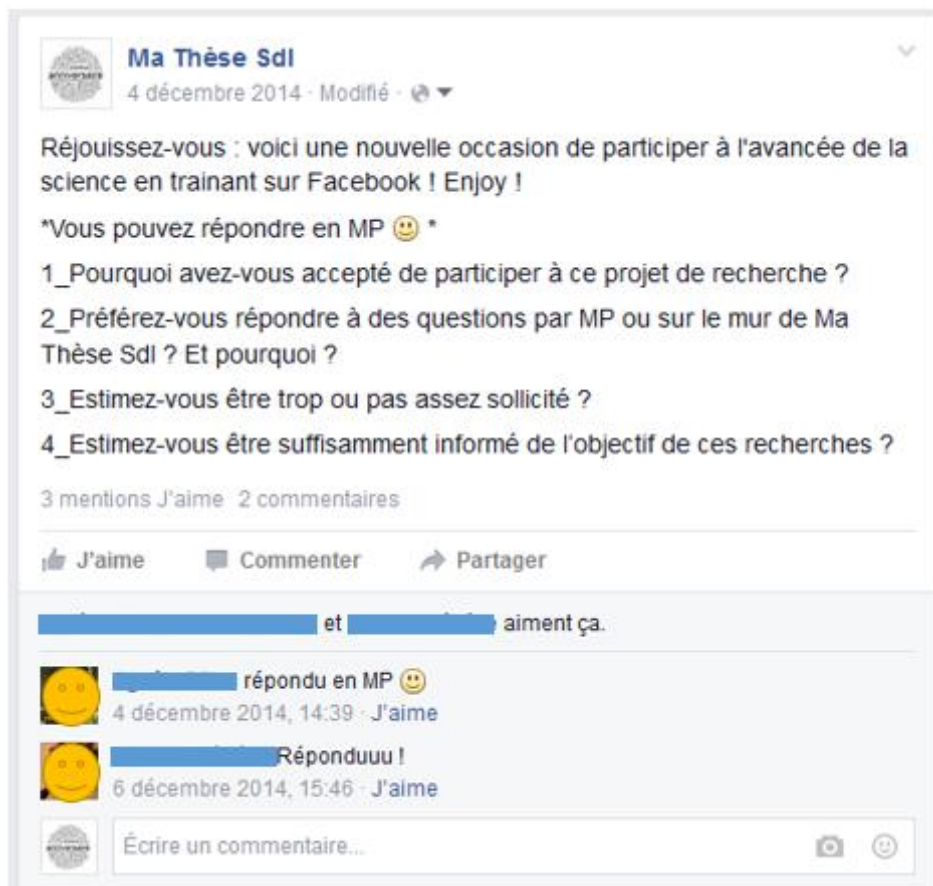 Ma Thèse Sdl
4 décembre 2014 · Modifié ·
Réjouissez-vous : voici une nouvelle occasion de participer à l'avancée de la
science en trainant sur Facebook ! Enjoy !
*Vous pouvez répondre en MP 🙂 *
1_Pourquoi avez-vous accepté de participer à ce projet de recherche ?
2_Préférez-vous répondre à des questions par MP ou sur le mur de Ma
Thèse Sdl ? Et pourquoi ?
3_Estimez-vous être trop ou pas assez sollicité ?
4_Estimez-vous être suffisamment informé de l'objectif de ces recherches ?
3 mentions J'aime 2 commentaires
J'aime Commenter Partager
et aiment ça.
répondu en MP 🙂
4 décembre 2014, 14:39 · J'aime
Réponduuu !
6 décembre 2014, 15:46 · J'aime
Écrire un commentaire...